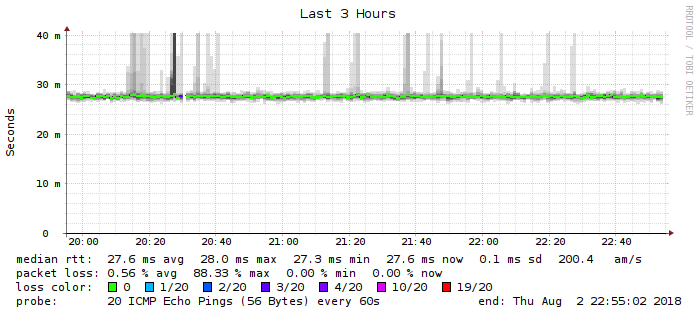 Last 3 Hours
RRDTOOL / TOBI OETIKER
Seconds
40 m
30 m
20 m
10 m
0
20:00 20:20 20:40 21:00 21:20 21:40 22:00 22:20 22:40
median rtt: 27.6 ms avg 28.0 ms max 27.3 ms min 27.6 ms now 0.1 ms sd 200.4 am/s
packet loss: 0.56 % avg 88.33 % max 0.00 % min 0.00 % now
loss color: 0 1/20 2/20 3/20 4/20 10/20 19/20
probe: 20 ICMP Echo Pings (56 Bytes) every 60s end: Thu Aug 2 22:55:02 2018